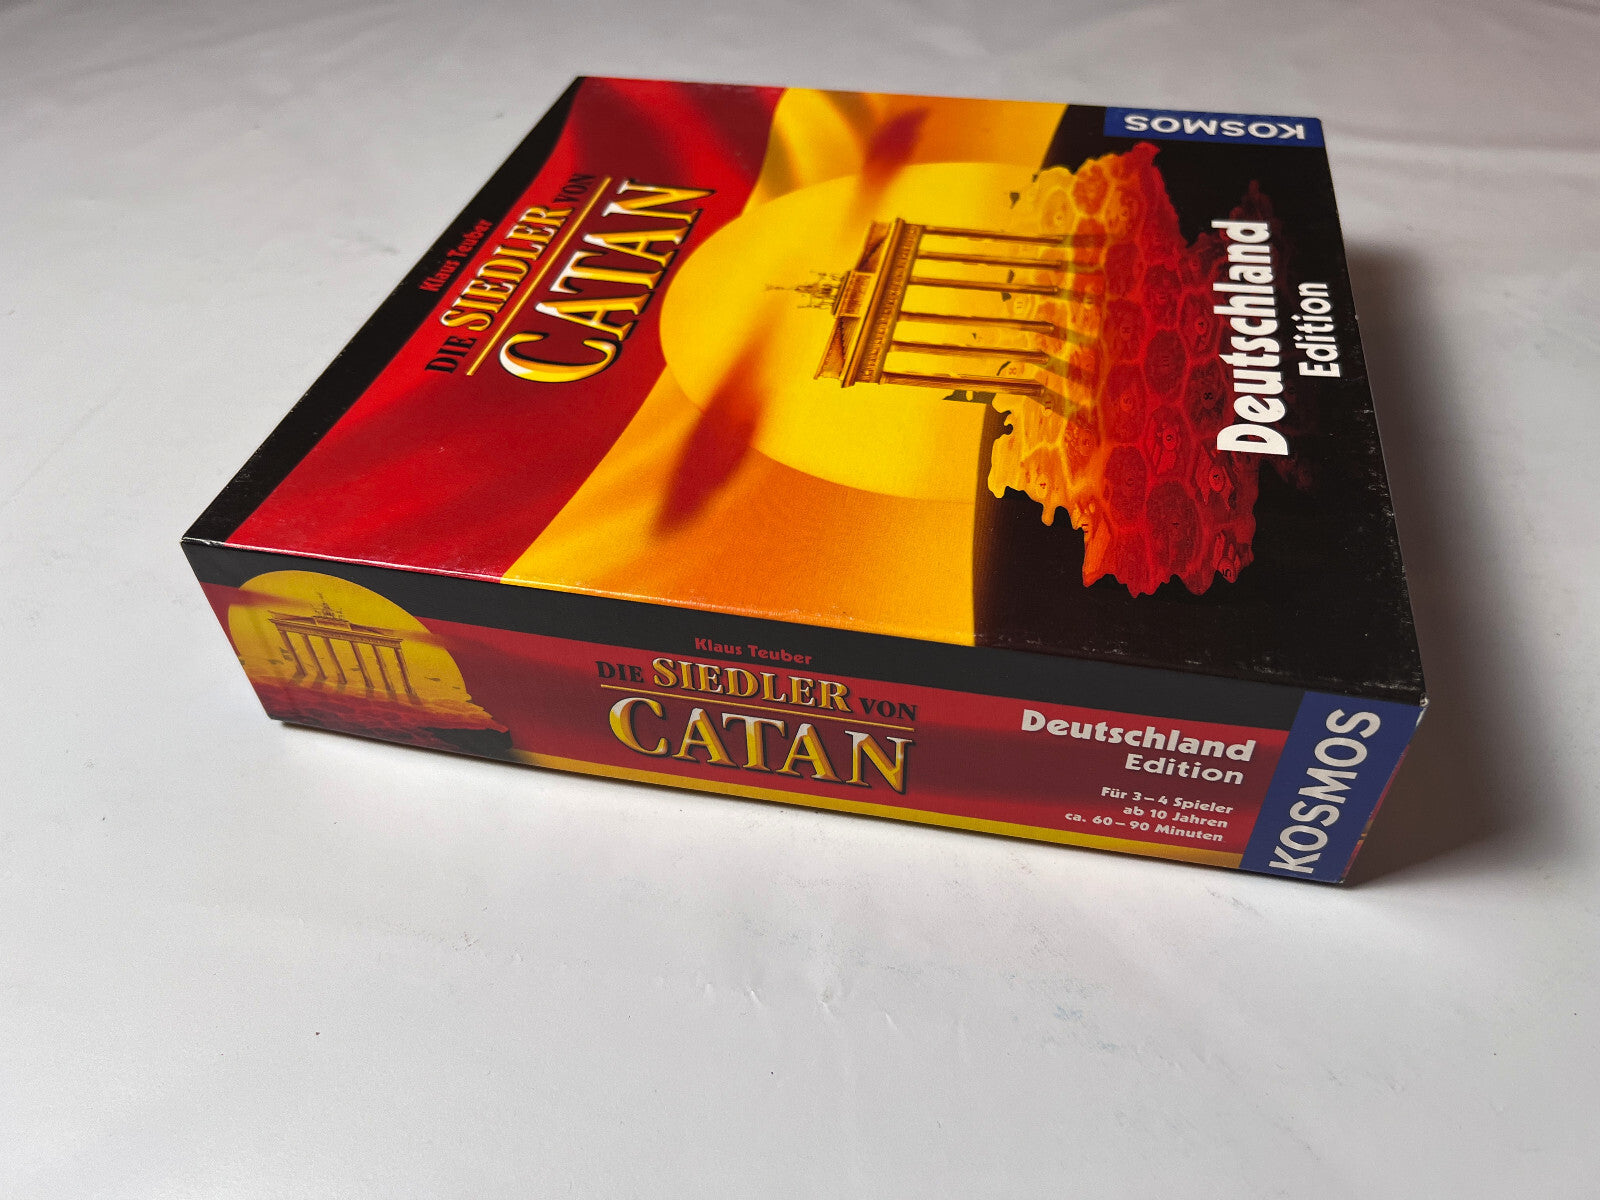 Klaus Teuber
DIE SIEDLER VON
CATAN
KOSMOS
Deutschland
Edition
Klaus Teuber
DIE SIEDLER VON
CATAN
Deutschland
Edition
Für 3–4 Spieler
ab 10 Jahren
ca. 60–90 Minuten
KOSMOS